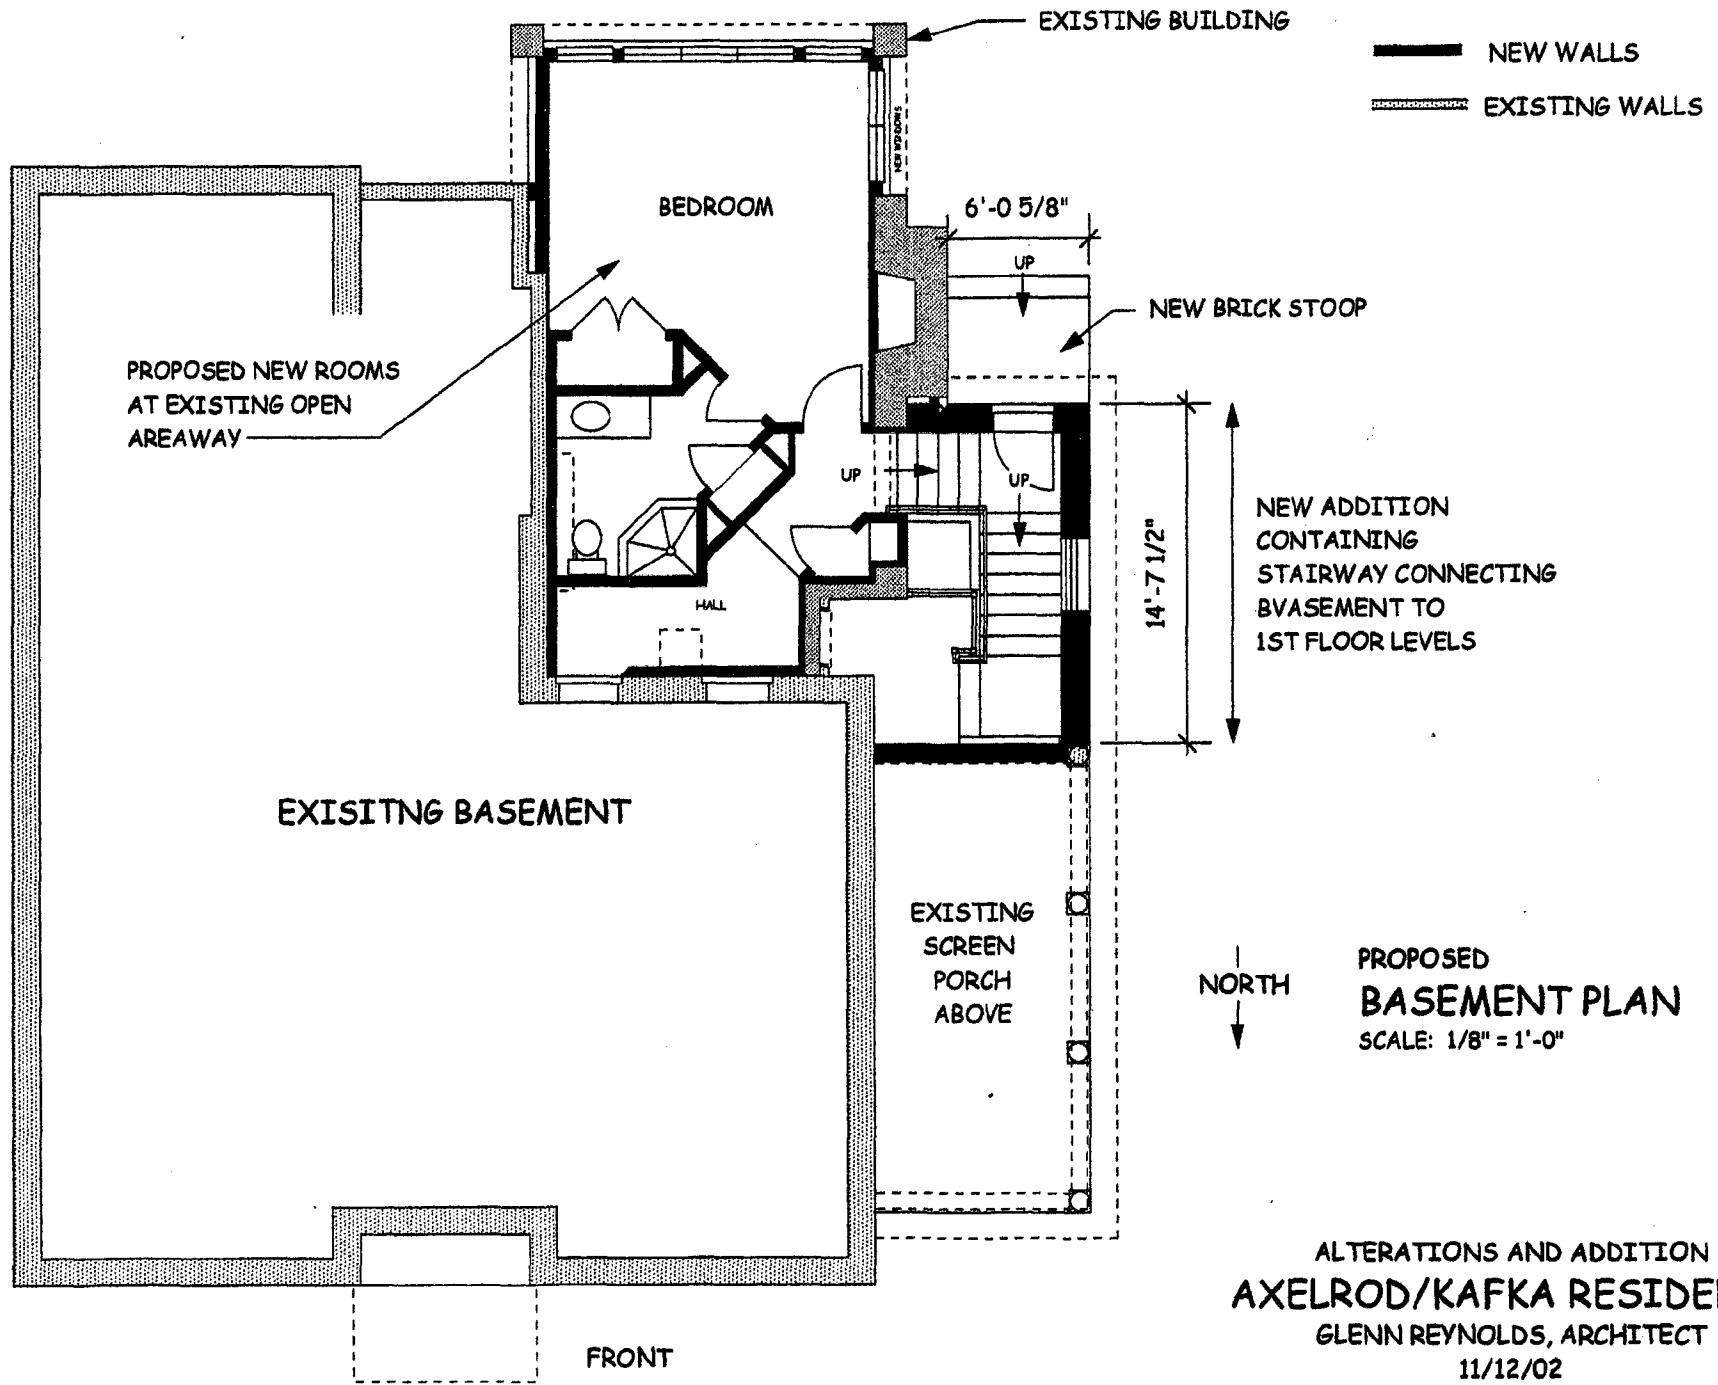 EXISTING BUILDING
NEW WALLS
EXISTING WALLS
NEW WINDOWS
BEDROOM
6'-0 5/8"
UP
NEW BRICK STOOP
PROPOSED NEW ROOMS
AT EXISTING OPEN
AREAWAY
UP
UP
NEW ADDITION
CONTAINING
STAIRWAY CONNECTING
BVASEMENT TO
1ST FLOOR LEVELS
14'-7 1/2"
HALL
EXISITNG BASEMENT
EXISTING
SCREEN
PORCH
ABOVE
NORTH
PROPOSED
BASEMENT PLAN
SCALE: 1/8" = 1'-0"
ALTERATIONS AND ADDITION
AXELROD/KAFKA RESIDE
GLENN REYNOLDS, ARCHITECT
11/12/02
FRONT